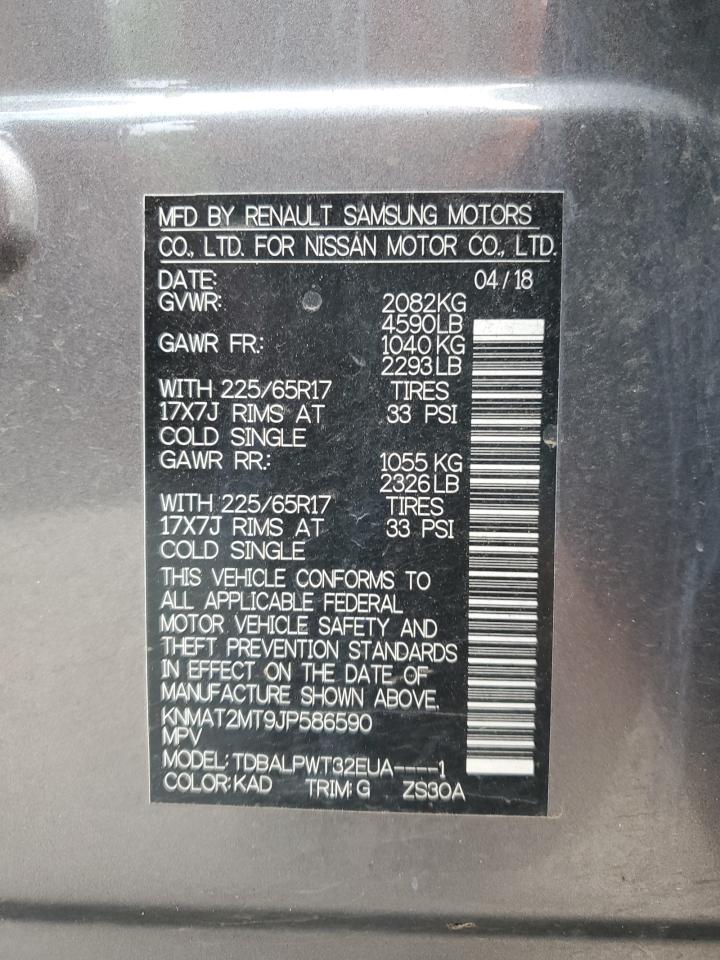 MFD BY RENAULT SAMSUNG MOTORS
CO., LTD. FOR NISSAN MOTOR CO., LTD.
DATE: 04/18
GVWR: 2082KG
4590LB
GAWR FR.: 1040KG
2293LB
WITH 225/65R17 TIRES
17X7J RIMS AT 33 PSI
COLD SINGLE
GAWR RR.: 1055KG
2326LB
WITH 225/65R17 TIRES
17X7J RIMS AT 33 PSI
COLD SINGLE
THIS VEHICLE CONFORMS TO
ALL APPLICABLE FEDERAL
MOTOR VEHICLE SAFETY AND
THEFT PREVENTION STANDARDS
IN EFFECT ON THE DATE OF
MANUFACTURE SHOWN ABOVE.
KNMAT2MT9JP586590
MPV
MODEL: TDBALPWT32EUA----1
COLOR: KAD TRIM: G ZS30A